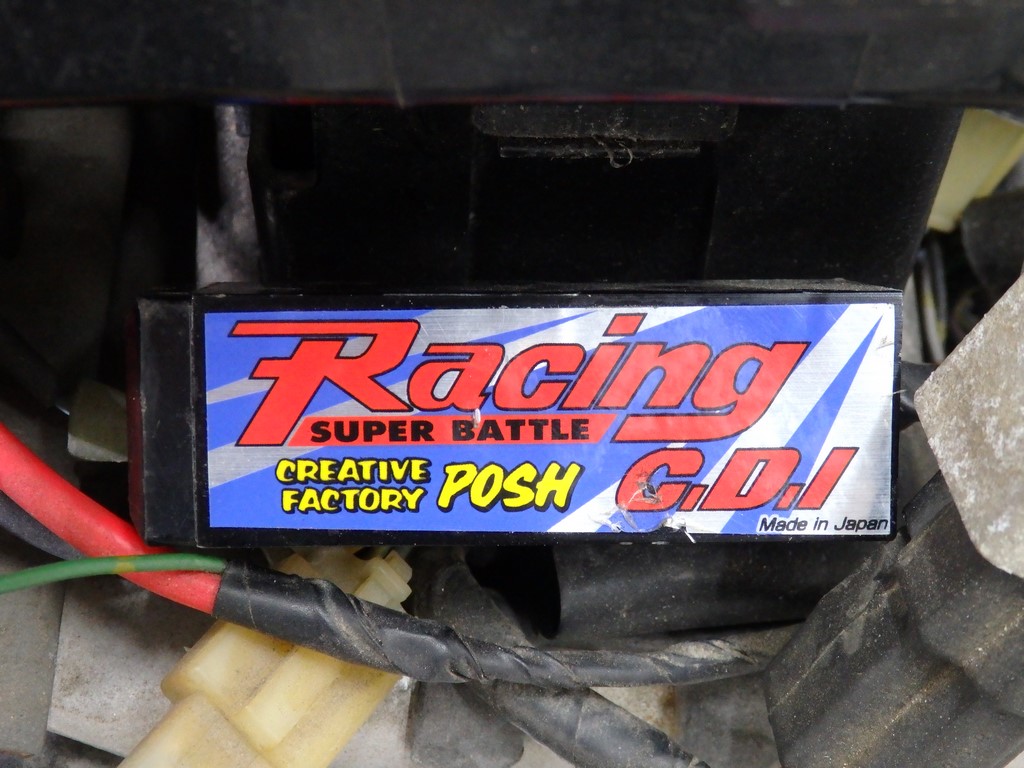 Racing
SUPER BATTLE
CREATIVE
FACTORY POSH
C.D.I
Made in Japan